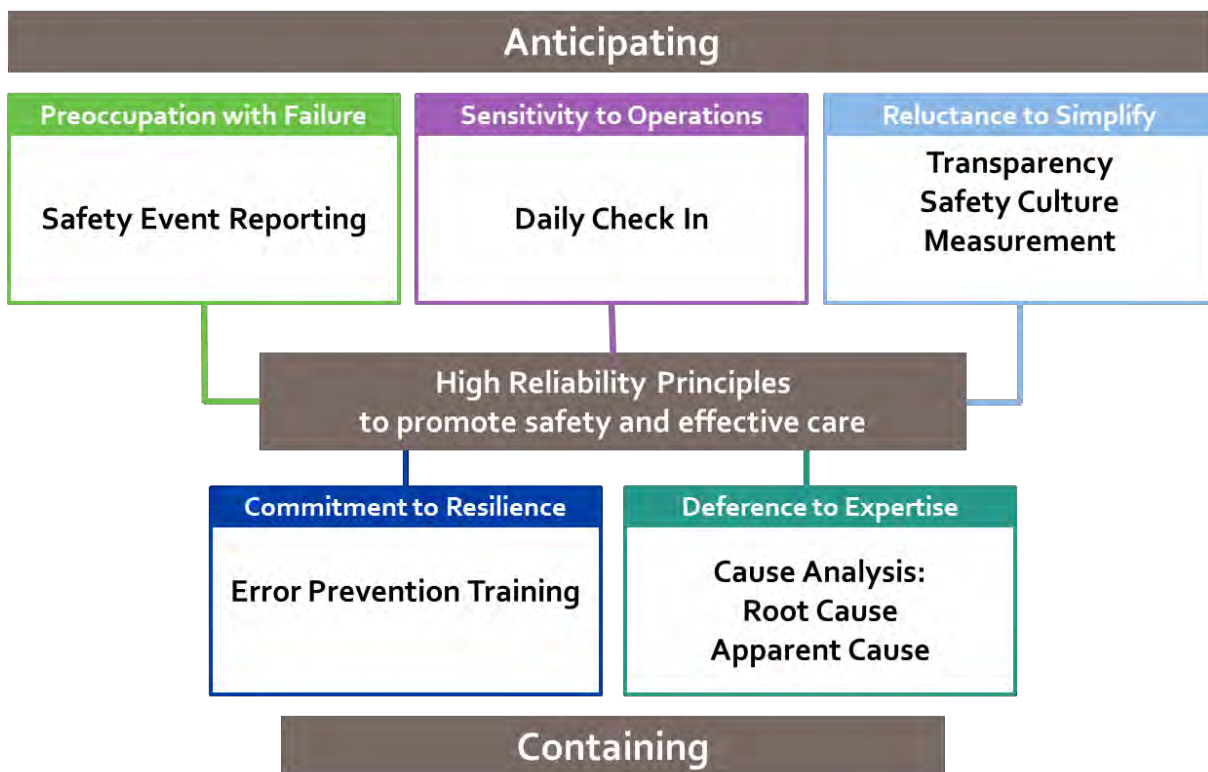 Anticipating
Preoccupation with Failure
Safety Event Reporting
Sensitivity to Operations
Daily Check In
Reluctance to Simplify
Transparency
Safety Culture
Measurement
High Reliability Principles
to promote safety and effective care
Commitment to Resilience
Error Prevention Training
Deference to Expertise
Cause Analysis:
Root Cause
Apparent Cause
Containing